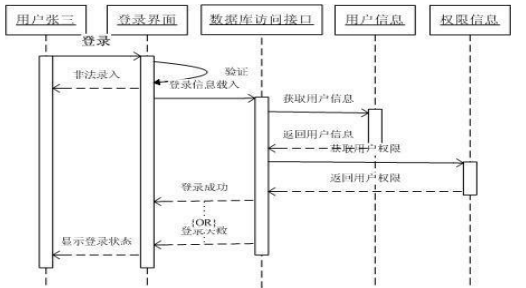 用户张三
登录界面
数据库访问接口
用户信息
权限信息
登录
非法录入
验证
登录信息载入
获取用户信息
返回用户信息
获取用户权限
返回用户权限
登录成功
{OR}
登录失败
显示登录状态